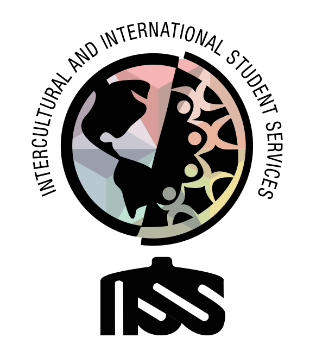 INTERCULTURAL AND INTERNATIONAL STUDENT SERVICES
IISS